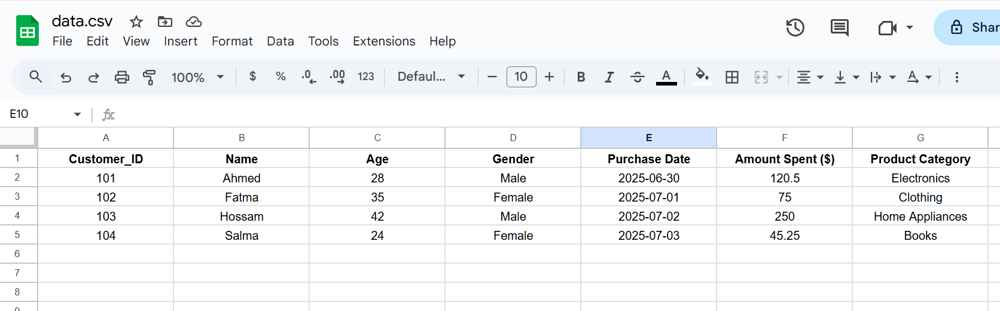 data.csv
File Edit View Insert Format Data Tools Extensions Help
Shar
100% $ % .0 .00 123 Defaul... 10 B I S A A
E10 fx
A B C D E F G
1 Customer_ID Name Age Gender Purchase Date Amount Spent ($) Product Category
2 101 Ahmed 28 Male 2025-06-30 120.5 Electronics
3 102 Fatma 35 Female 2025-07-01 75 Clothing
4 103 Hossam 42 Male 2025-07-02 250 Home Appliances
5 104 Salma 24 Female 2025-07-03 45.25 Books
6
7
8
9